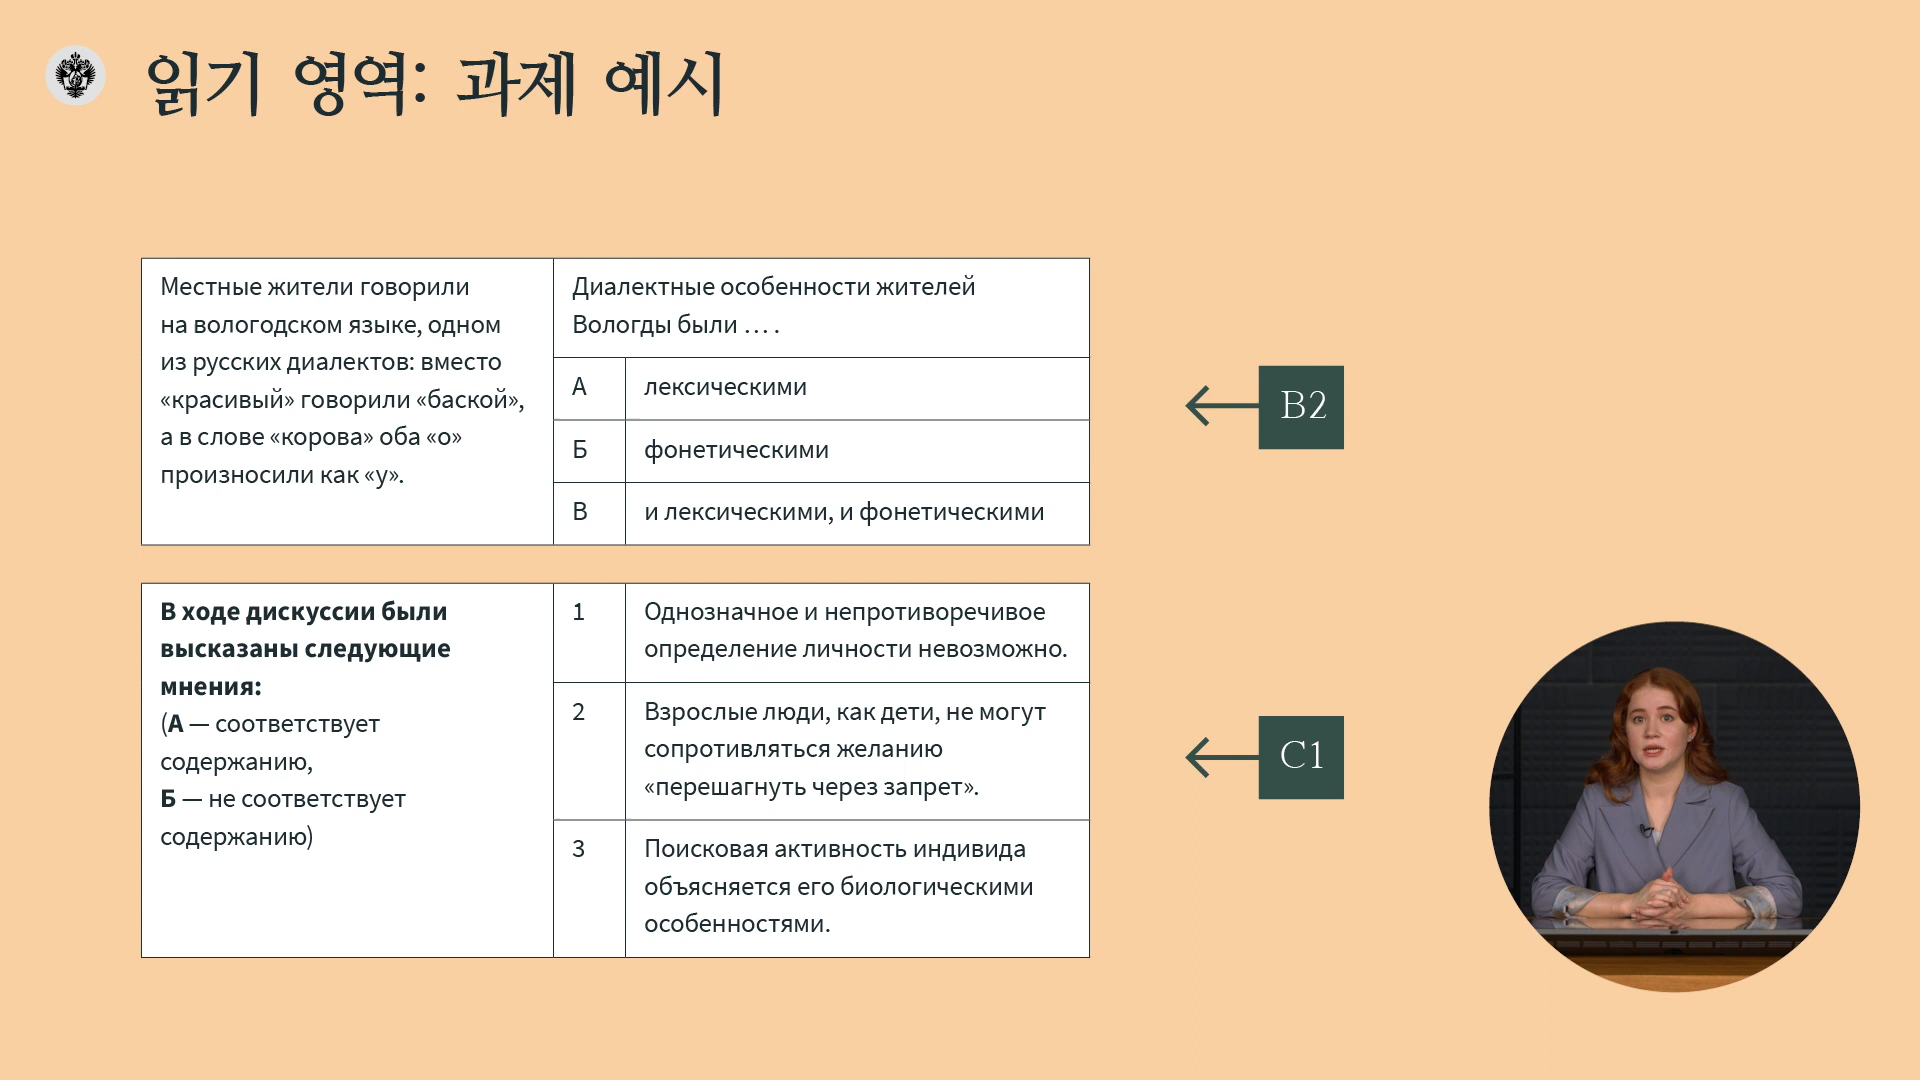 읽기 영역: 과제 예시
Местные жители говорили
на вологодском языке, одном
из русских диалектов: вместо
«красивый» говорили «баской»,
а в слове «корова» оба «о»
произносили как «у».
Диалектные особенности жителей
Вологды были … .
А лексическими
Б фонетическими
В и лексическими, и фонетическими
B2
В ходе дискуссии были
высказаны следующие
мнения:
(А — соответствует
содержанию,
Б — не соответствует
содержанию)
1 Однозначное и непротиворечивое
определение личности невозможно.
2 Взрослые люди, как дети, не могут
сопротивляться желанию
«перешагнуть через запрет».
3 Поисковая активность индивида
объясняется его биологическими
особенностями.
C1